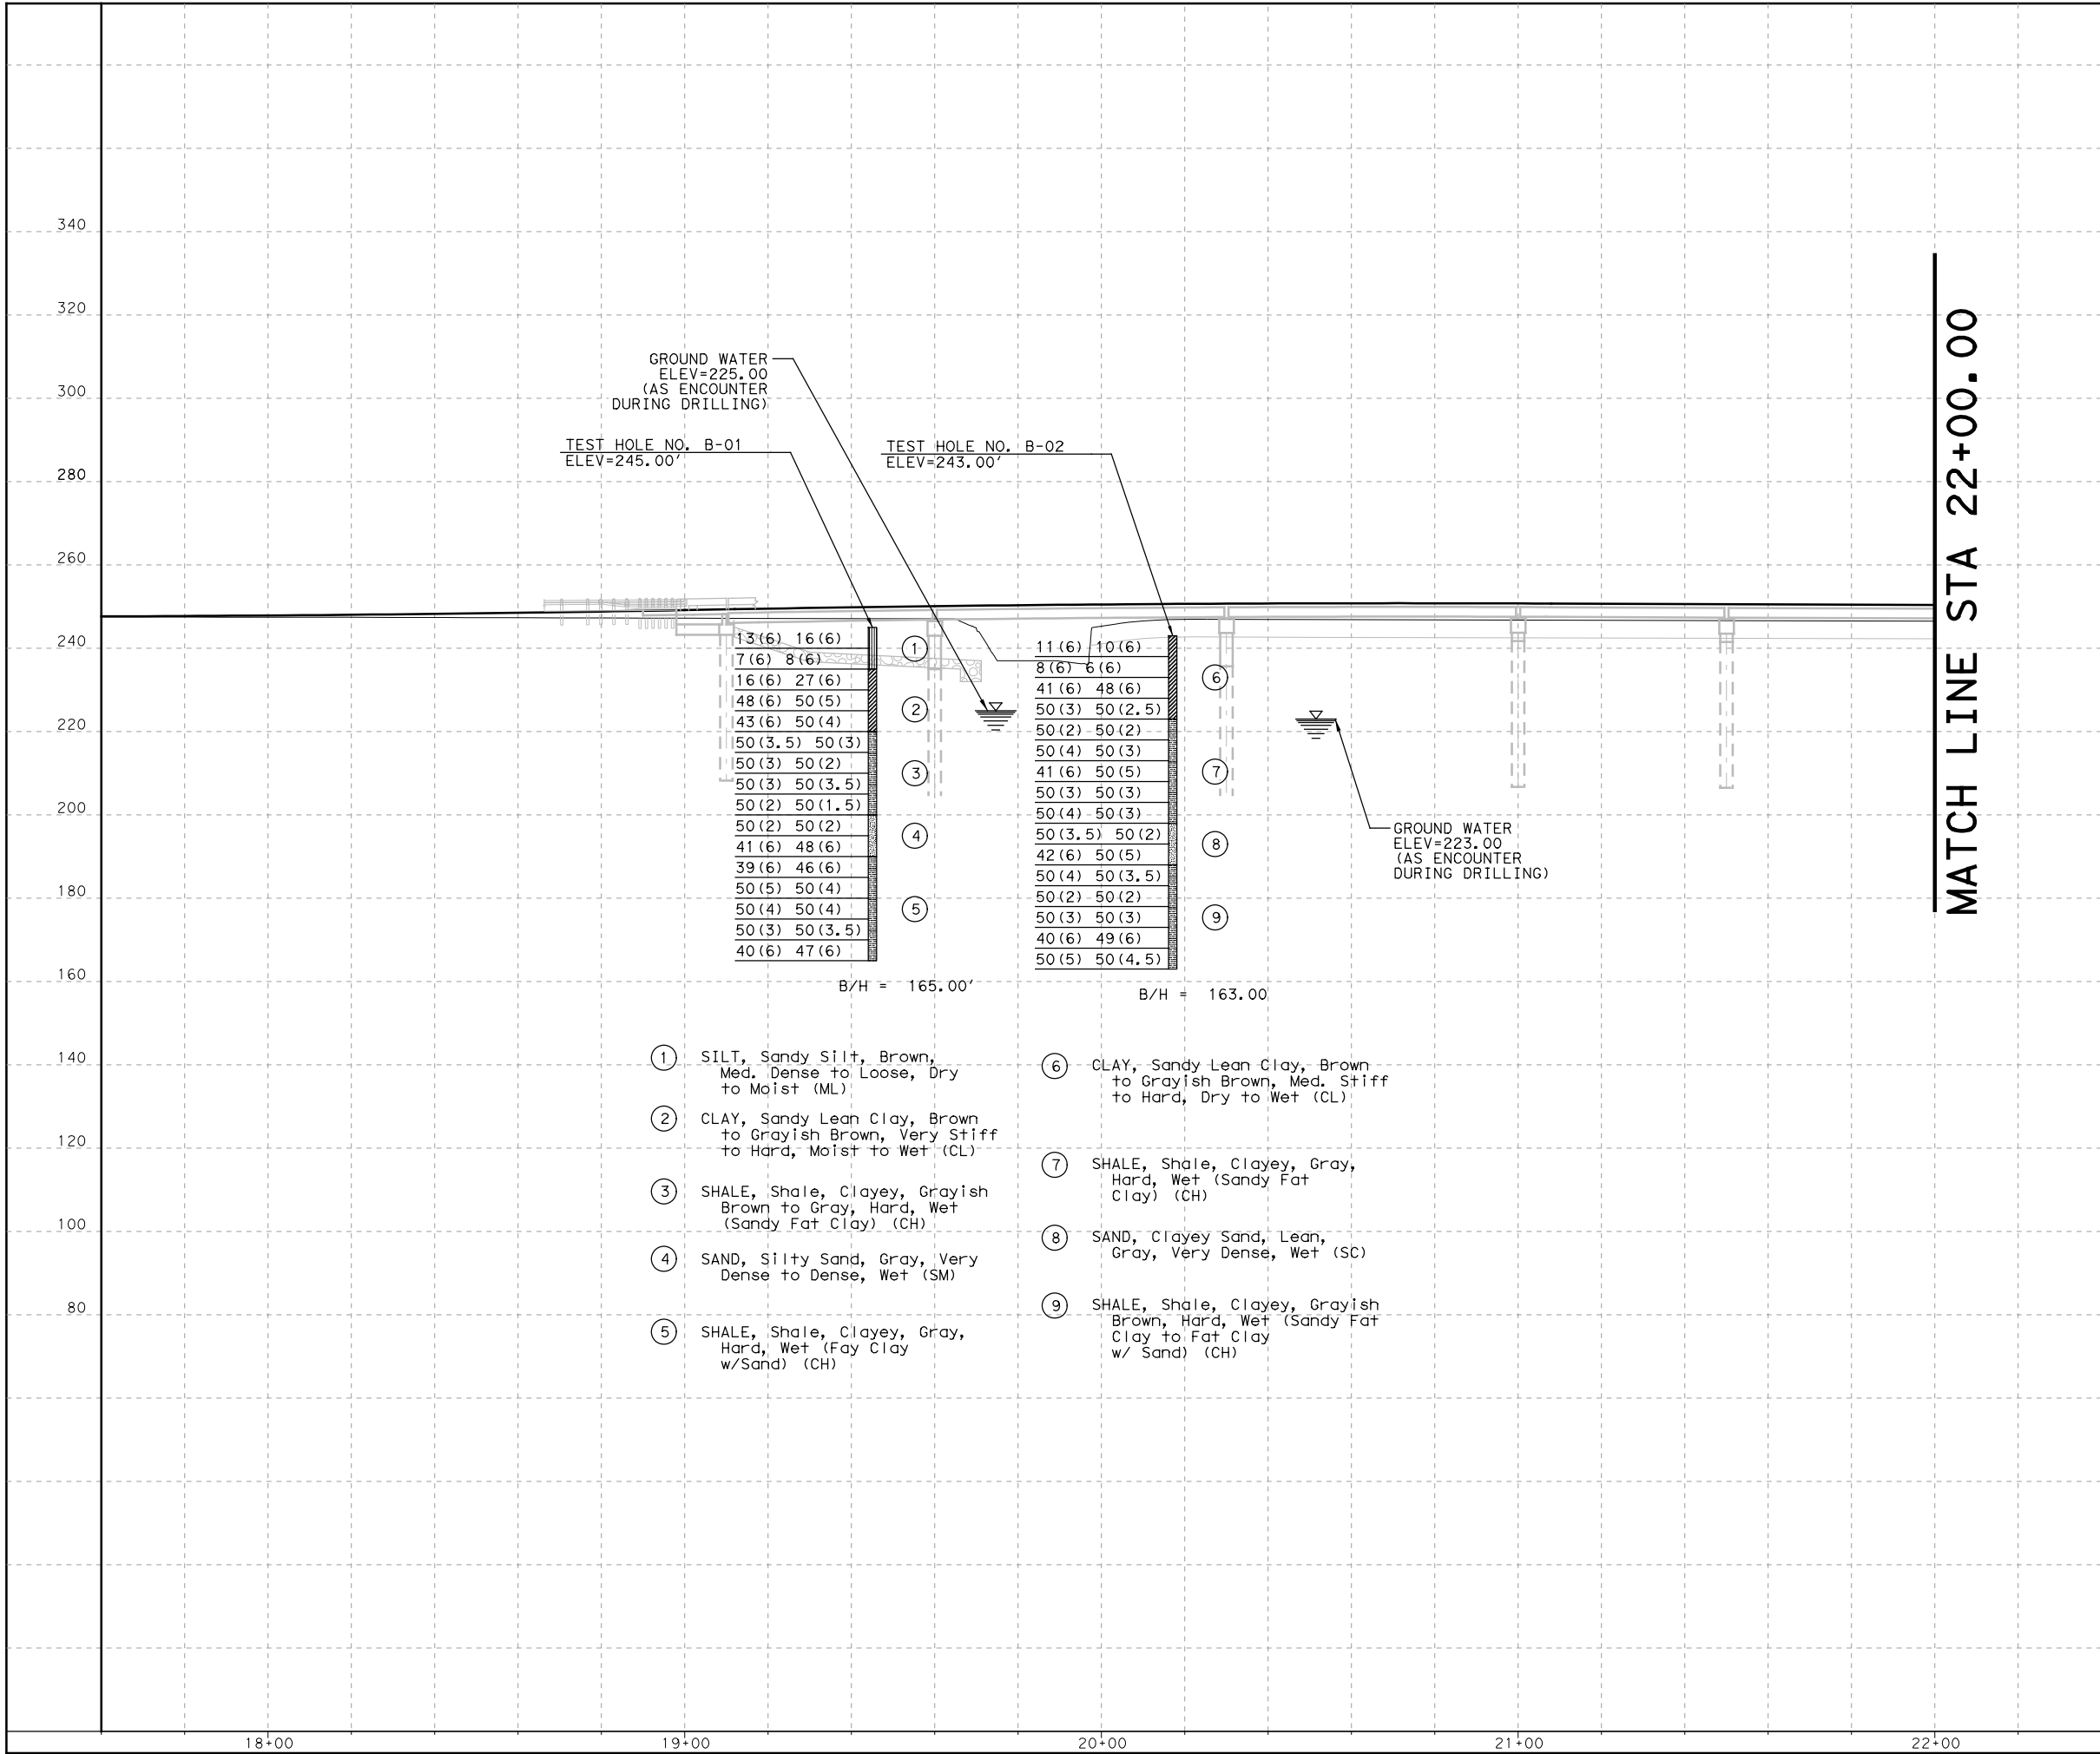 340
320
300
280
260
240
220
200
180
160
140
120
100
80
GROUND WATER
ELEV=225.00
(AS ENCOUNTER
DURING DRILLING)
TEST HOLE NO. B-01
ELEV=245.00'
TEST HOLE NO. B-02
ELEV=243.00'
13(6) 16(6)
7(6) 8(6)
16(6) 27(6)
48(6) 50(5)
43(6) 50(4)
50(3.5) 50(3)
50(3) 50(2)
50(3) 50(3.5)
50(2) 50(1.5)
50(2) 50(2)
41(6) 48(6)
39(6) 46(6)
50(5) 50(4)
50(4) 50(4)
50(3) 50(3.5)
40(6) 47(6)
1
2
3
4
5
B/H = 165.00'
11(6) 10(6)
8(6) 6(6)
41(6) 48(6)
50(3) 50(2.5)
50(2) 50(2)
50(4) 50(3)
41(6) 50(5)
50(3) 50(3)
50(4) 50(3)
50(3.5) 50(2)
42(6) 50(5)
50(4) 50(3.5)
50(2) 50(2)
50(3) 50(3)
40(6) 49(6)
50(5) 50(4.5)
6
7
8
9
B/H = 163.00
GROUND WATER
ELEV=223.00
(AS ENCOUNTER
DURING DRILLING)
MATCH LINE STA 22+00.00
1 SILT, Sandy Silt, Brown,
Med. Dense to Loose, Dry
to Moist (ML)
2 CLAY, Sandy Lean Clay, Brown
to Grayish Brown, Very Stiff
to Hard, Moist to Wet (CL)
3 SHALE, Shale, Clayey, Grayish
Brown to Gray, Hard, Wet
(Sandy Fat Clay) (CH)
4 SAND, Silty Sand, Gray, Very
Dense to Dense, Wet (SM)
5 SHALE, Shale, Clayey, Gray,
Hard, Wet (Fay Clay
w/Sand) (CH)
6 CLAY, Sandy Lean Clay, Brown
to Grayish Brown, Med. Stiff
to Hard, Dry to Wet (CL)
7 SHALE, Shale, Clayey, Gray,
Hard, Wet (Sandy Fat
Clay) (CH)
8 SAND, Clayey Sand, Lean,
Gray, Very Dense, Wet (SC)
9 SHALE, Shale, Clayey, Grayish
Brown, Hard, Wet (Sandy Fat
Clay to Fat Clay
w/ Sand) (CH)
18+00
19+00
20+00
21+00
22+00